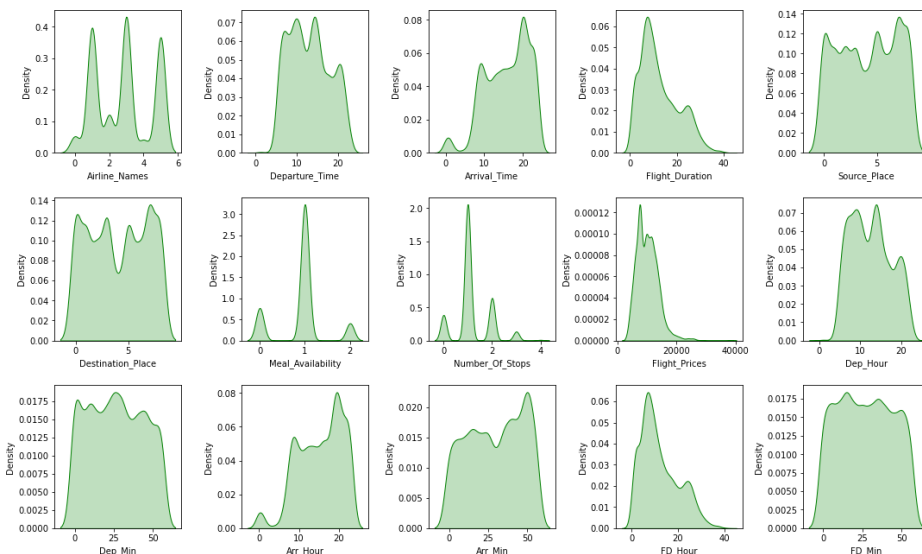 Density
0.4
0.3
0.2
0.1
0.0
0 2 4 6
Airline_Names
Density
0.07
0.06
0.05
0.04
0.03
0.02
0.01
0.00
0 10 20
Departure_Time
Density
0.08
0.06
0.04
0.02
0.00
0 10 20
Arrival_Time
Density
0.06
0.05
0.04
0.03
0.02
0.01
0.00
0 20 40
Flight_Duration
Density
0.14
0.12
0.10
0.08
0.06
0.04
0.02
0.00
0 5
Source_Place
Density
0.14
0.12
0.10
0.08
0.06
0.04
0.02
0.00
0 5
Destination_Place
Density
3.0
2.5
2.0
1.5
1.0
0.5
0.0
0 1 2
Meal_Availability
Density
2.0
1.5
1.0
0.5
0.0
0 2 4
Number_Of_Stops
Density
0.00012
0.00010
0.00008
0.00006
0.00004
0.00002
0.00000
0 20000 40000
Flight_Prices
Density
0.07
0.06
0.05
0.04
0.03
0.02
0.01
0.00
0 10 20
Dep_Hour
Density
0.0175
0.0150
0.0125
0.0100
0.0075
0.0050
0.0025
0.0000
0 25 50
Dep_Min
Density
0.08
0.06
0.04
0.02
0.00
0 10 20
Arr_Hour
Density
0.020
0.015
0.010
0.005
0.000
0 25 50
Arr_Min
Density
0.06
0.05
0.04
0.03
0.02
0.01
0.00
0 20 40
FD_Hour
Density
0.0175
0.0150
0.0125
0.0100
0.0075
0.0050
0.0025
0.0000
0 25 50
FD_Min